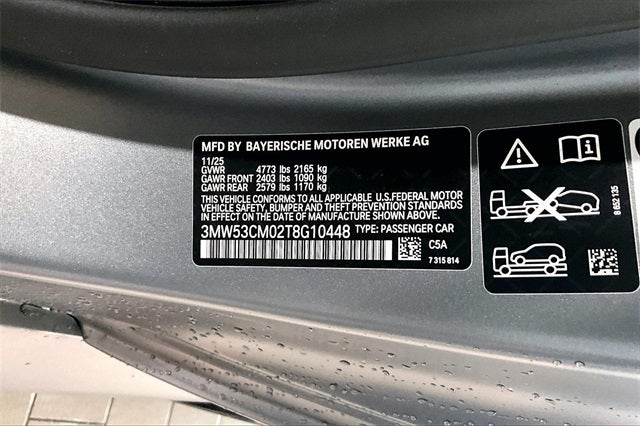 MFD BY BAYERISCHE MOTOREN WERKE AG
11/25
GVWR 4773 lbs 2165 kg
GAWR FRONT 2403 lbs 1090 kg
GAWR REAR 2579 lbs 1170 kg
THIS VEHICLE CONFORMS TO ALL APPLICABLE U.S.FEDERAL MOTOR
VEHICLE SAFETY, BUMPER, AND THEFT PREVENTION STANDARDS
IN EFFECT ON THE DATE OF MANUFACTURE SHOWN ABOVE.
3MW53CM02T8G10448 TYPE: PASSENGER CAR
C5A
7 315 814
8 652 135